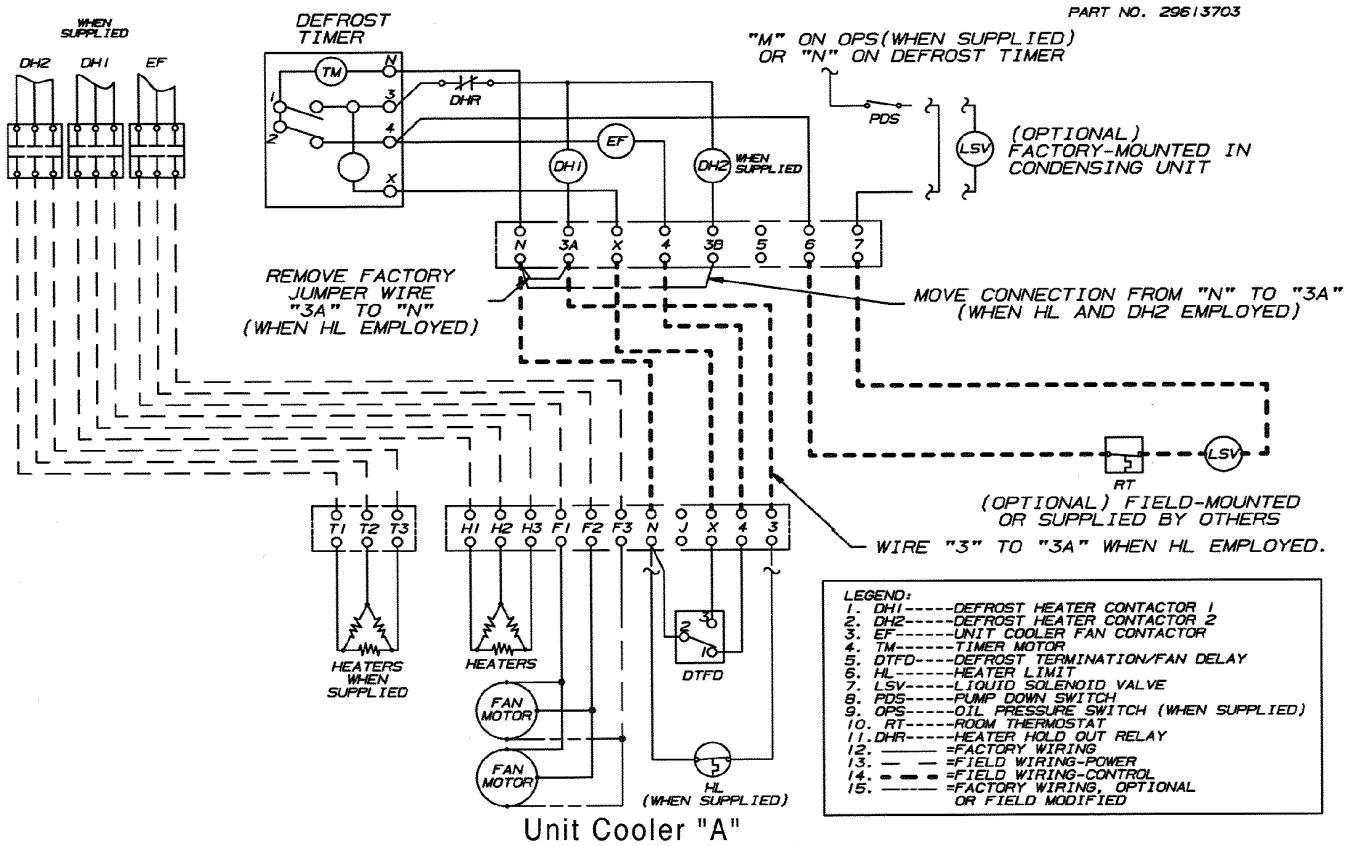 PART NO. 29613703
WHEN
SUPPLIED
DH2 DH1 EF
DEFROST
TIMER
TM
N
1
3
2
4
X
DHR
EF
DH1
DH2
WHEN
SUPPLIED
"M" ON OPS(WHEN SUPPLIED)
OR "N" ON DEFROST TIMER
PDS
LSV
(OPTIONAL)
FACTORY-MOUNTED IN
CONDENSING UNIT
N 3A X 4 3B 5 6 7
REMOVE FACTORY
JUMPER WIRE
"3A" TO "N"
(WHEN HL EMPLOYED)
MOVE CONNECTION FROM "N" TO "3A"
(WHEN HL AND DH2 EMPLOYED)
RT
LSV
(OPTIONAL) FIELD-MOUNTED
OR SUPPLIED BY OTHERS
WIRE "3" TO "3A" WHEN HL EMPLOYED.
T1 T2 T3
H1 H2 H3 F1 F2 F3 N J X 4 3
HEATERS
WHEN
SUPPLIED
HEATERS
3
2
1
DTFD
FAN
MOTOR
FAN
MOTOR
HL
(WHEN SUPPLIED)
LEGEND:
1. DH1-----DEFROST HEATER CONTACTOR 1
2. DH2-----DEFROST HEATER CONTACTOR 2
3. EF------UNIT COOLER FAN CONTACTOR
4. TM------TIMER MOTOR
5. DTFD----DEFROST TERMINATION/FAN DELAY
6. HL------HEATER LIMIT
7. LSV-----LIQUID SOLENOID VALVE
8. PDS-----PUMP DOWN SWITCH
9. OPS-----OIL PRESSURE SWITCH (WHEN SUPPLIED)
10. RT-----ROOM THERMOSTAT
11.DHR-----HEATER HOLD OUT RELAY
12. =FACTORY WIRING
13. =FIELD WIRING-POWER
14. =FIELD WIRING-CONTROL
15. =FACTORY WIRING, OPTIONAL
OR FIELD MODIFIED
Unit Cooler "A"